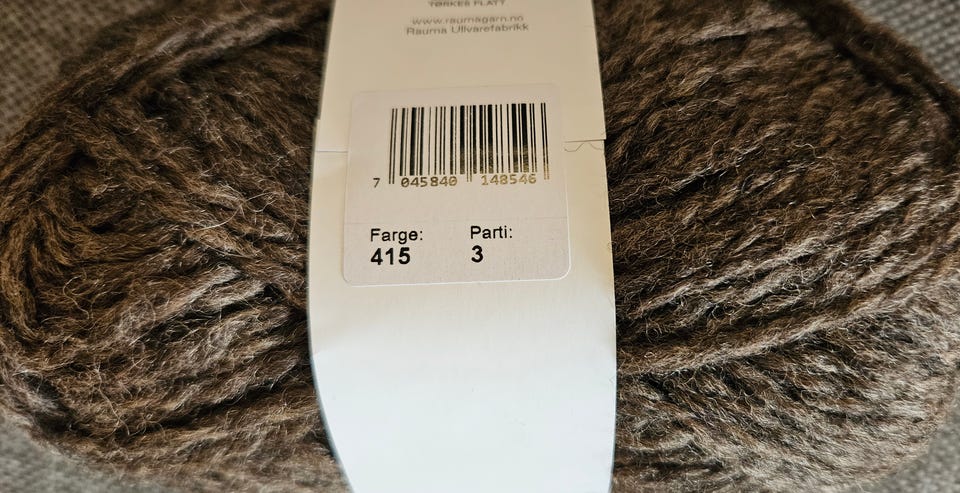 TØRKES FLATT
www.raumagarn.no
Rauma Ullvarefabrikk
7 045840 148546
Farge: Parti:
415 3